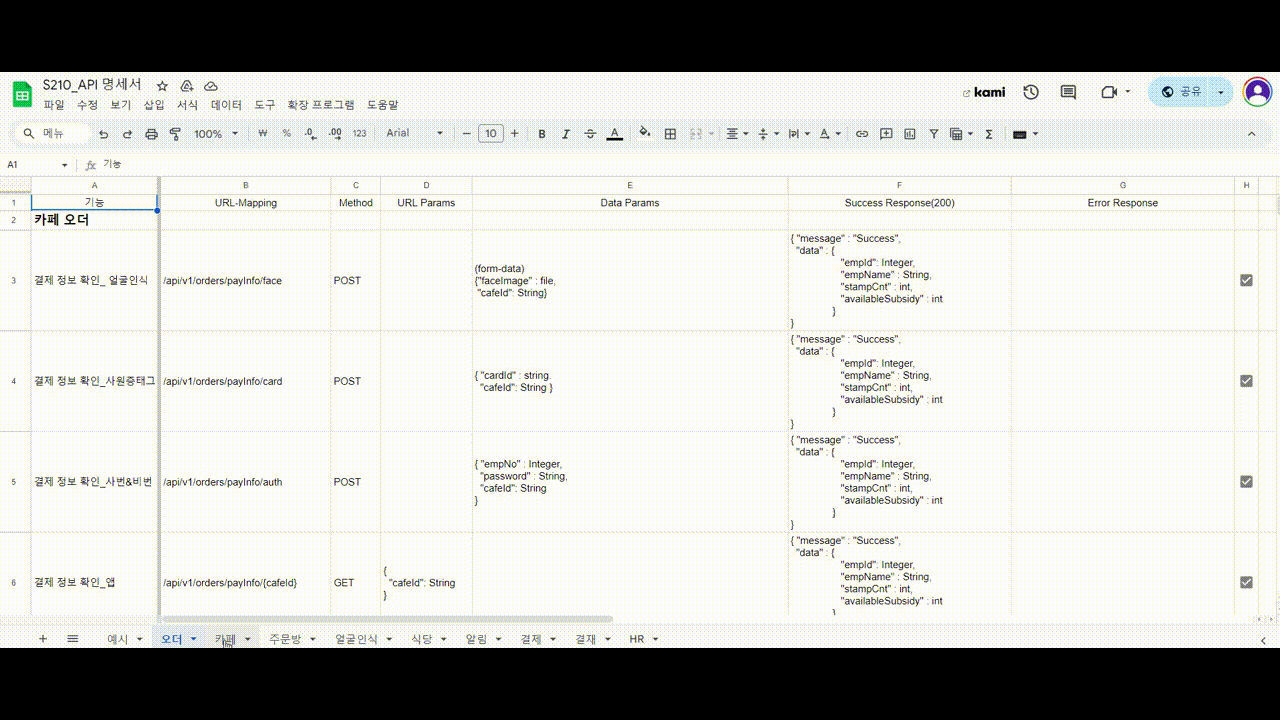 S210_API 명세서
kami
공유
파일 수정 보기 삽입 서식 데이터 도구 확장 프로그램 도움말
메뉴 100% ₩ % .0 .00 123 Arial 10 B I A
A1 fx 기능
A B C D E F G H
1 기능 URL-Mapping Method URL Params Data Params Success Response(200) Error Response
2 카페 오더
3 결제 정보 확인_ 얼굴인식 /api/v1/orders/payInfo/face POST
(form-data)
{"faceImage" : file,
"cafeId": String}
{ "message" : "Success",
"data" : {
"empId": Integer,
"empName" : String,
"stampCnt" : int,
"availableSubsidy" : int
}
}
4 결제 정보 확인_사원증태그 /api/v1/orders/payInfo/card POST
{ "cardId" : string,
"cafeId": String }
{ "message" : "Success",
"data" : {
"empId": Integer,
"empName" : String,
"stampCnt" : int,
"availableSubsidy" : int
}
}
5 결제 정보 확인_사번&비번 /api/v1/orders/payInfo/auth POST
{ "empNo" : Integer,
"password" : String,
"cafeId": String
}
{ "message" : "Success",
"data" : {
"empId": Integer,
"empName" : String,
"stampCnt" : int,
"availableSubsidy" : int
}
}
6 결제 정보 확인_앱 /api/v1/orders/payInfo/{cafeId} GET
{
"cafeId": String
}
{ "message" : "Success",
"data" : {
"empId": Integer,
"empName" : String,
"stampCnt" : int,
"availableSubsidy" : int
}
예시 오더 카페 주문방 얼굴인식 식당 알림 결제 결재 HR